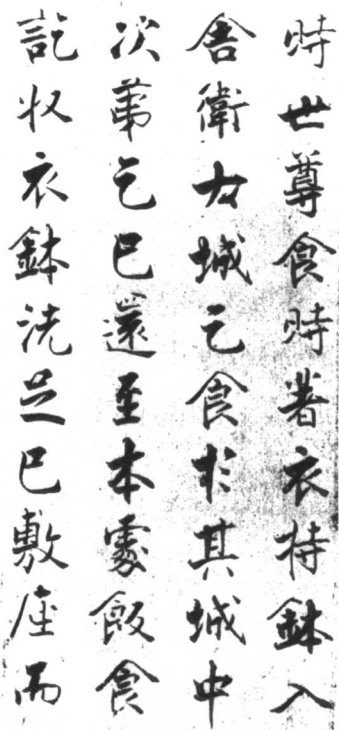 時世尊食時著衣持鉢入
舍衛大城乞食於其城中
次第乞已還至本處飯食
訖収衣鉢洗足已敷座而